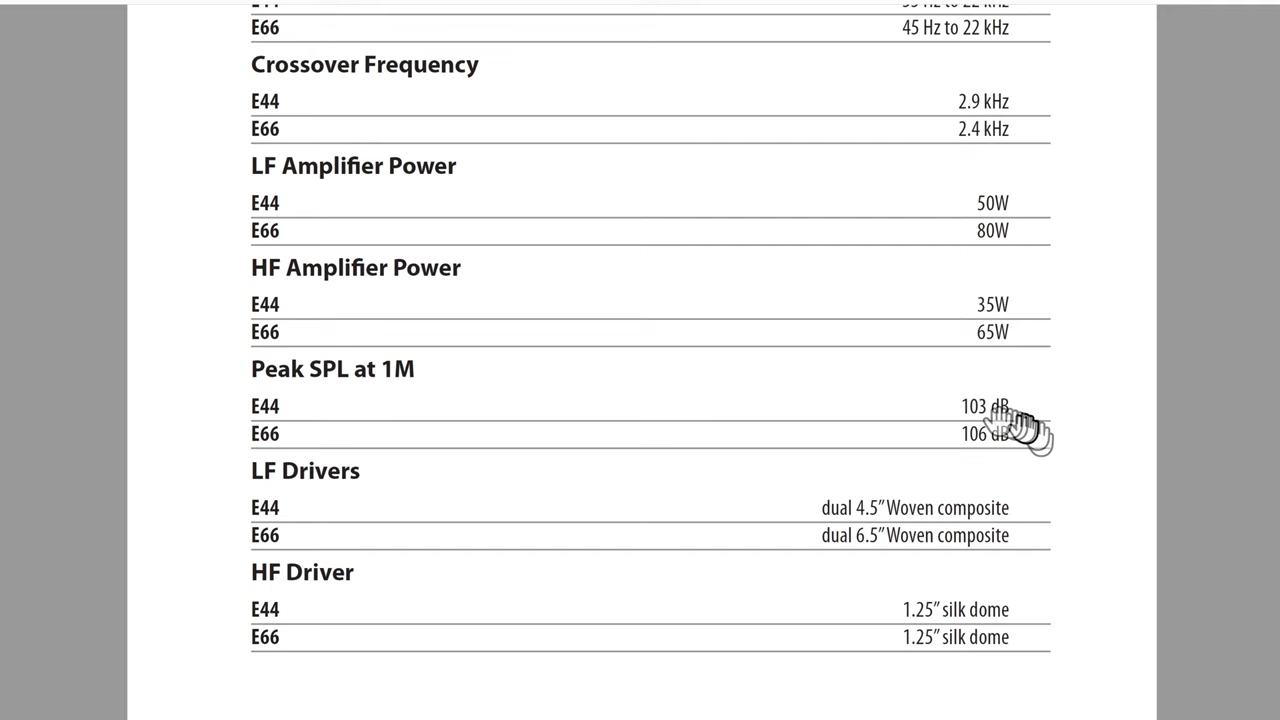 E66 45 Hz to 22 kHz
Crossover Frequency
E44 2.9 kHz
E66 2.4 kHz
LF Amplifier Power
E44 50W
E66 80W
HF Amplifier Power
E44 35W
E66 65W
Peak SPL at 1M
E44 103 dB
E66 106 dB
LF Drivers
E44 dual 4.5” Woven composite
E66 dual 6.5” Woven composite
HF Driver
E44 1.25” silk dome
E66 1.25” silk dome